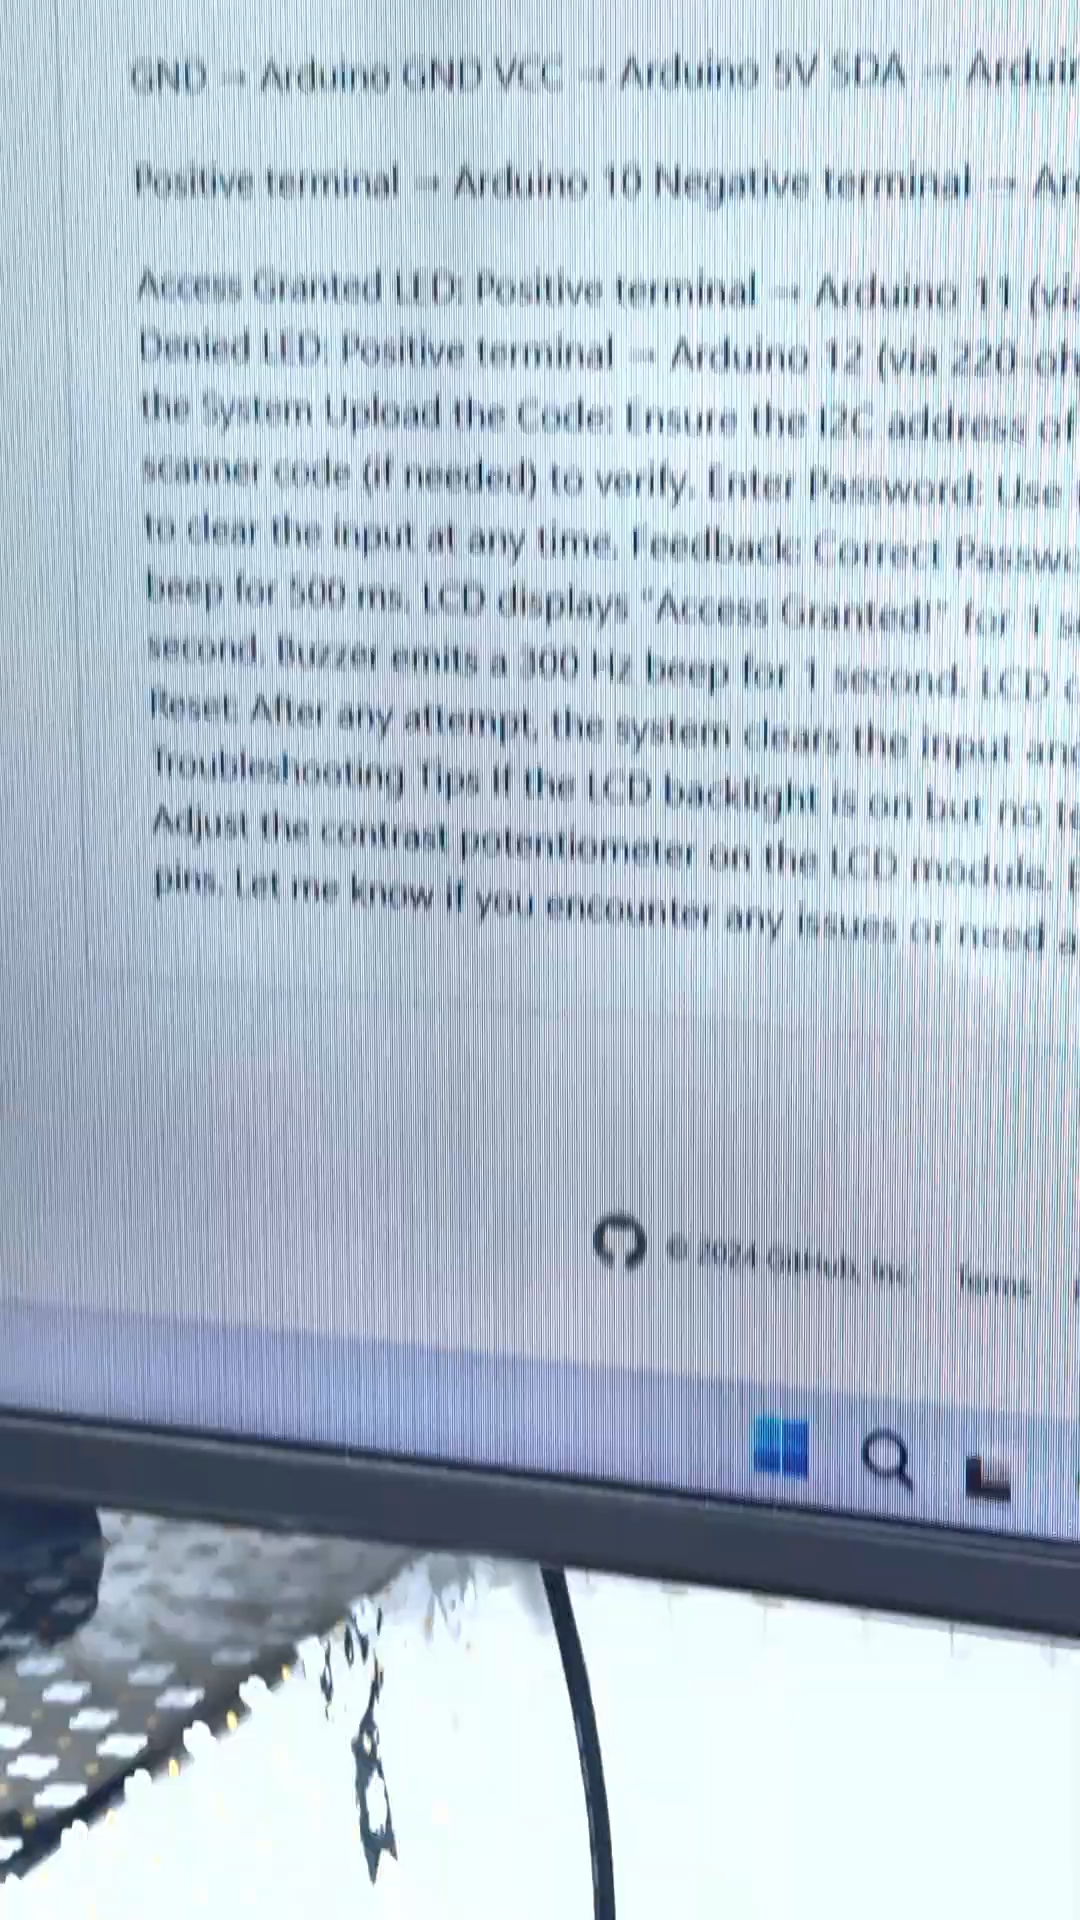 GND → Arduino GND VCC → Arduino 5V SDA →
Positive terminal → Arduino 10 Negative terminal →
Access Granted LED: Positive terminal → Arduino 11 (via
Denied LED: Positive terminal → Arduino 12 (via 220-oh
the System Upload the Code: Ensure the I2C address of
scanner code (if needed) to verify. Enter Password: Use
to clear the input at any time. Feedback: Correct Passwo
beep for 500 ms. LCD displays "Access Granted!" for 1 s
second. Buzzer emits a 300 Hz beep for 1 second. LCD
Reset: After any attempt, the system clears the input and
Troubleshooting Tips If the LCD backlight is on but no te
Adjust the contrast potentiometer on the LCD module.
pins. Let me know if you encounter any issues or need a
© 2024 GitHub, Inc. Terms